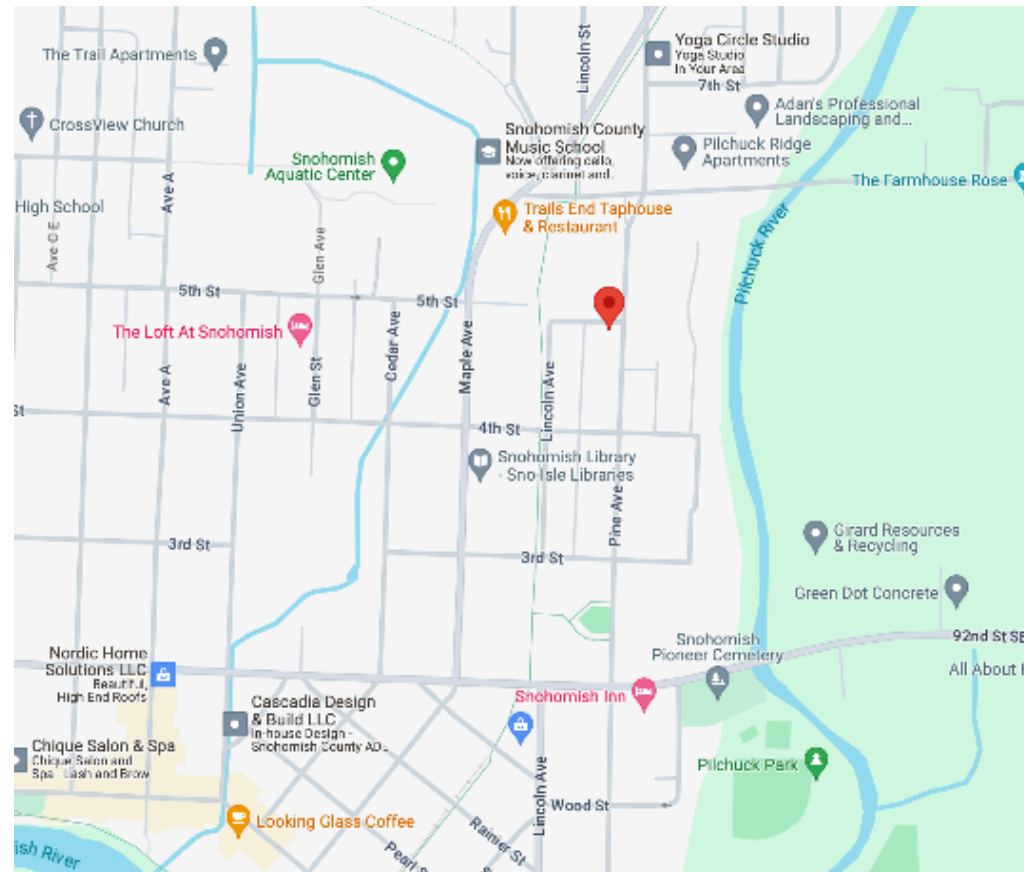 The Trail Apartments
Lincoln St
Yoga Circle Studio
Yoga Studio
In Your Area
7th St
Adan's Professional
Landscaping and...
CrossView Church
Snohomish County
Music School
Now offering cello,
voice, clarinet and...
Pilchuck Ridge
Apartments
Snohomish
Aquatic Center
The Farmhouse Rose
Ave A
High School
Trails End Taphouse
& Restaurant
Ave
Glen Ave
Pilchuck River
5th St
5th St
The Loft At Snohomish
Cedar Ave
Maple Ave
Ave A
Union Ave
Glen St
Lincoln Ave
St
4th St
Snohomish Library
- Sno-Isle Libraries
Pine Ave
3rd St
3rd St
Girard Resources
& Recycling
Green Dot Concrete
92nd St SE
Snohomish
Pioneer Cemetery
All About
Nordic Home
Solutions LLC
Beautiful,
High End Roofs
Snohomish Inn
Cascadia Design
& Build LLC
In-house Design -
Snohomish County AD...
Chique Salon & Spa
Chique Salon and
Spa - Lash and Brow
Pilchuck Park
Lincoln Ave
Wood St
Looking Glass Coffee
Rainier St
Pearl S
ish River